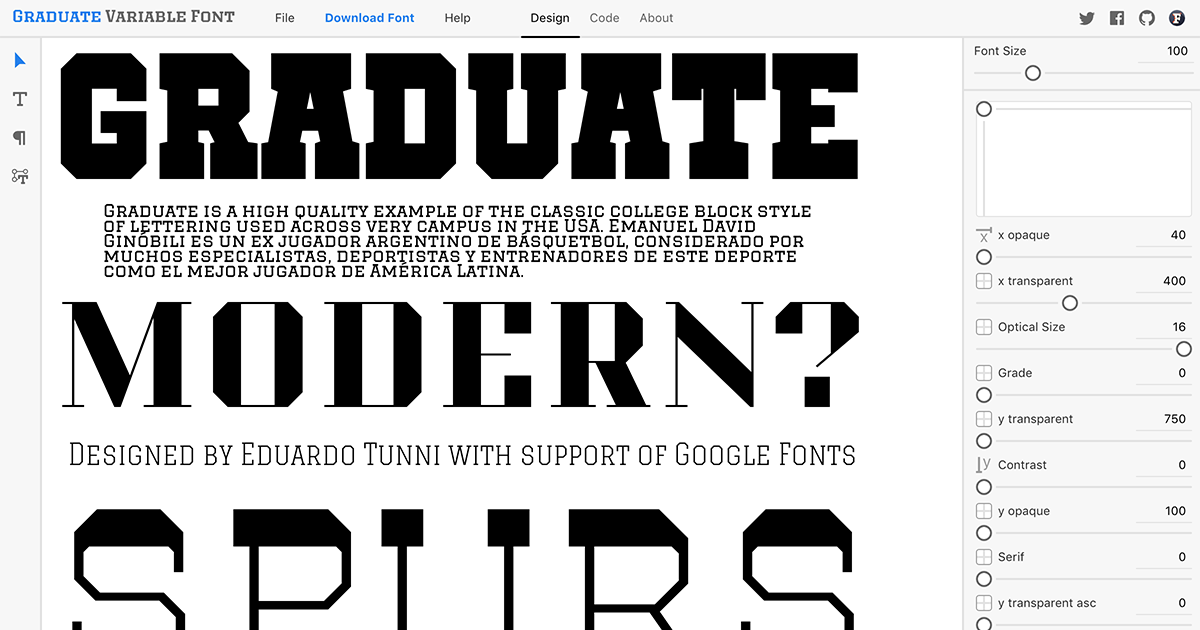 Graduate Variable Font
File
Download Font
Help
Design
Code
About
GRADUATE
Graduate is a high quality example of the classic college block style
of lettering used across very campus in the USA. Emanuel David
Ginóbili es un ex jugador argentino de básquetbol, considerado por
muchos especialistas, deportistas y entrenadores de este deporte
como el mejor jugador de América Latina.
MODERN?
Designed by Eduardo Tunni with support of Google Fonts
SPURS
Font Size 100
x opaque 40
x transparent 400
Optical Size 16
Grade 0
y transparent 750
Contrast 0
y opaque 100
Serif 0
y transparent asc 0